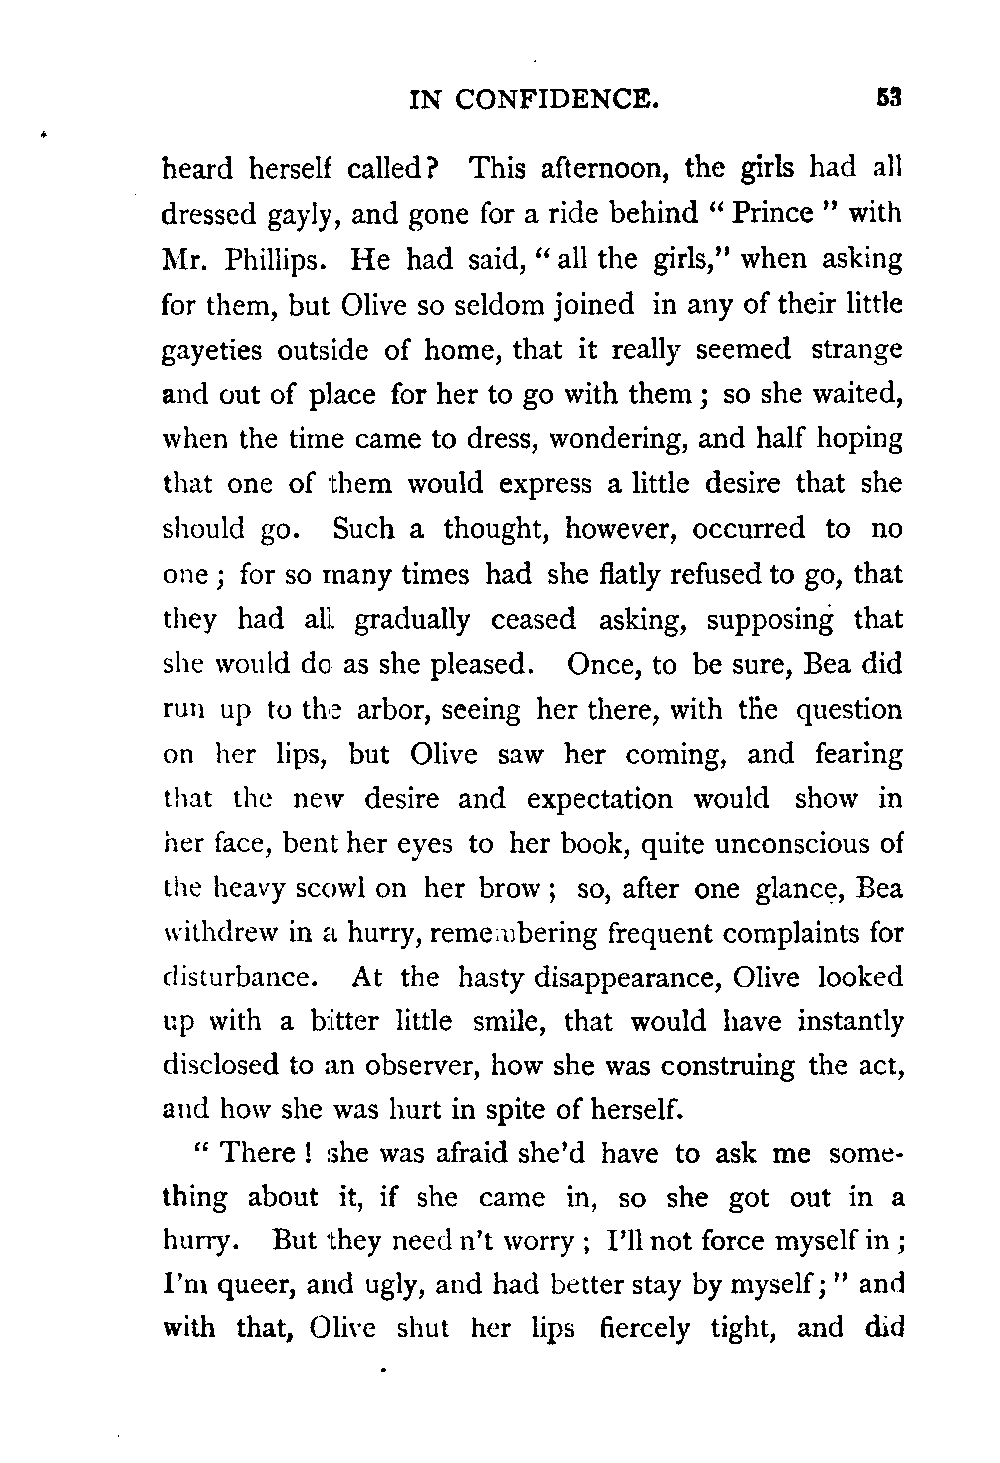 IN CONFIDENCE. 53
heard herself called? This afternoon, the girls had all
dressed gayly, and gone for a ride behind “ Prince ” with
Mr. Phillips. He had said, “ all the girls,” when asking
for them, but Olive so seldom joined in any of their little
gayeties outside of home, that it really seemed strange
and out of place for her to go with them ; so she waited,
when the time came to dress, wondering, and half hoping
that one of them would express a little desire that she
should go. Such a thought, however, occurred to no
one ; for so many times had she flatly refused to go, that
they had all gradually ceased asking, supposing that
she would do as she pleased. Once, to be sure, Bea did
run up to the arbor, seeing her there, with the question
on her lips, but Olive saw her coming, and fearing
that the new desire and expectation would show in
her face, bent her eyes to her book, quite unconscious of
the heavy scowl on her brow ; so, after one glance, Bea
withdrew in a hurry, remembering frequent complaints for
disturbance. At the hasty disappearance, Olive looked
up with a bitter little smile, that would have instantly
disclosed to an observer, how she was construing the act,
and how she was hurt in spite of herself.
“ There ! she was afraid she’d have to ask me some-
thing about it, if she came in, so she got out in a
hurry. But they need n’t worry ; I’ll not force myself in ;
I’m queer, and ugly, and had better stay by myself ; ” and
with that, Olive shut her lips fiercely tight, and did